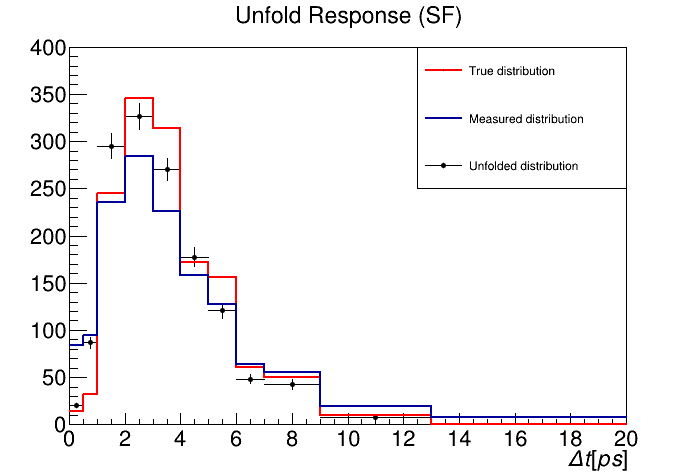 Unfold Response (SF)
400
350
300
250
200
150
100
50
0
True distribution
Measured distribution
Unfolded distribution
0 2 4 6 8 10 12 14 16 18 20
Δt[ps]